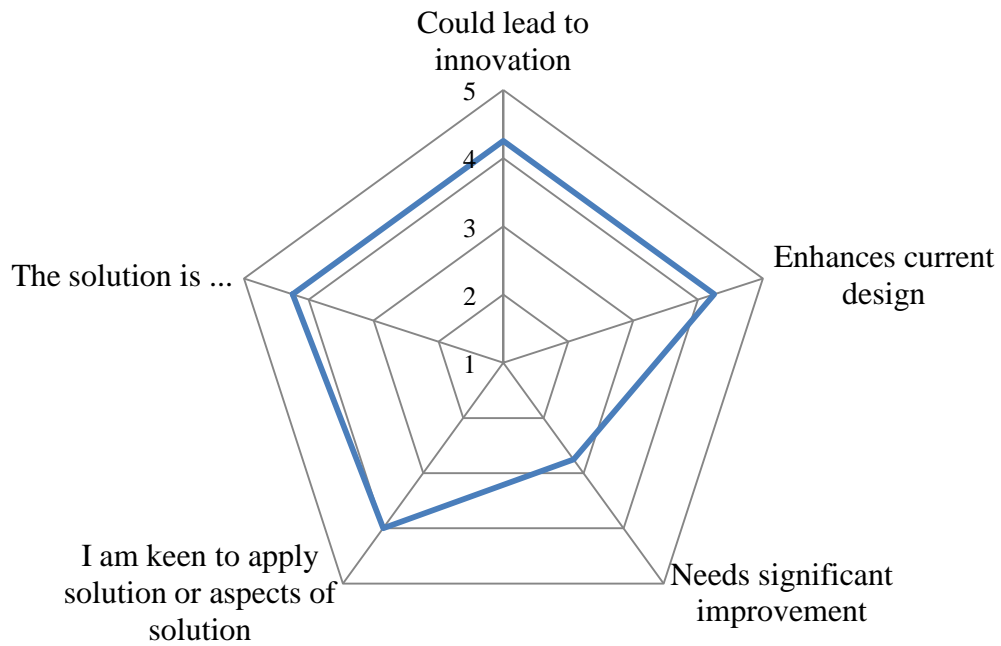 Could lead to
innovation
5
4
3
2
1
Enhances current
design
Needs significant
improvement
I am keen to apply
solution or aspects of
solution
The solution is ...